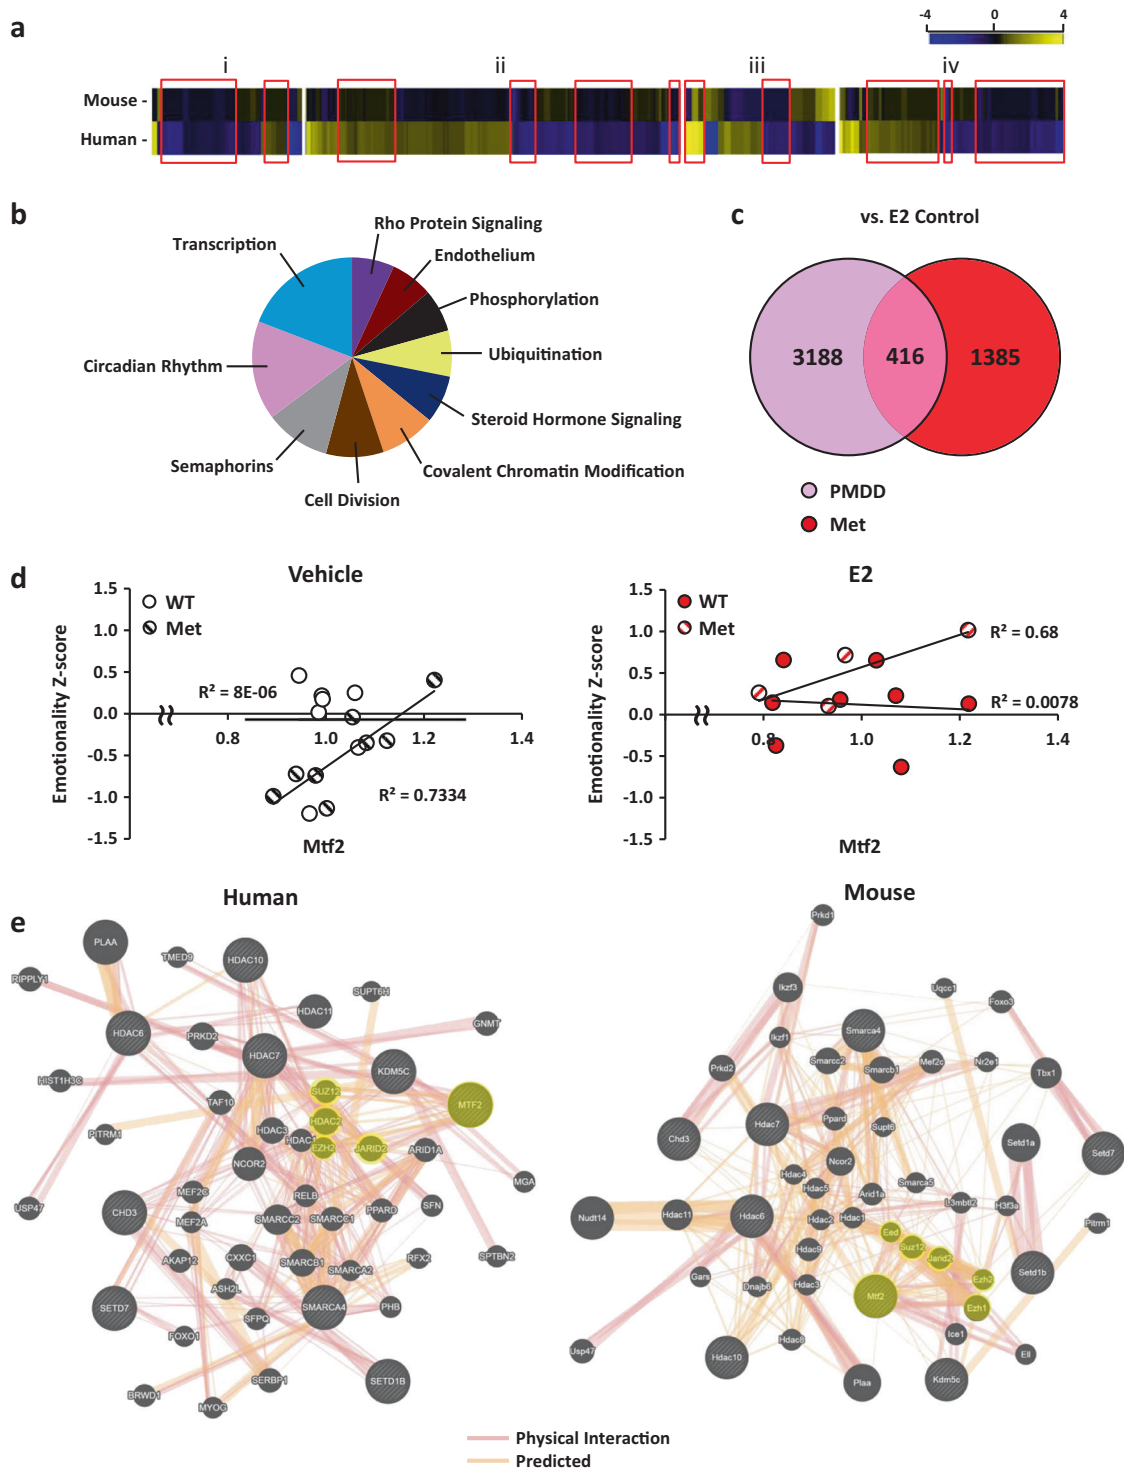 a
-4 0 4
i ii iii iv
Mouse -
Human -
b
Rho Protein Signaling
Transcription
Endothelium
Phosphorylation
Ubiquitination
Circadian Rhythm
Steroid Hormone Signaling
Semaphorins
Covalent Chromatin Modification
Cell Division
c
vs. E2 Control
3188 416 1385
PMDD
Met
d
Vehicle
Emotionality Z-score
1.5
1.0
0.5
0.0
-0.5
-1.0
-1.5
WT
Met
R² = 8E-06
0.8 1.0 1.2 1.4
R² = 0.7334
Mtf2
E2
Emotionality Z-score
1.5
1.0
0.5
0.0
-0.5
-1.0
-1.5
WT
Met
R² = 0.68
R² = 0.0078
0.8 1.0 1.2 1.4
Mtf2
e
Human
PLAA
TMED9
HDAC10
RIPPLY1
SUPT6H
HDAC11
GNMT
HDAC6
PRKD2
HDAC7
KDM5C
HIST1H3C
SUZ12
TAF10
MTF2
HDAC2
PITRM1
HDAC3
HDAC1
EZH2
JARID2
ARID1A
NCOR2
MGA
MEF2C
RELB
USP47
CHD3
MEF2A
SMARCC2
SMARCC1
PPARD
SFN
AKAP12
CXXC1
SMARCB1
SMARCA2
RFX2
SPTBN2
ASH2L
SETD7
SFPQ
SMARCA4
PHB
FOXO1
SERBP1
SETD1B
BRWD1
MYOG
Mouse
Prkd1
Ikzf3
Uqcc1
Foxo3
Ikzf1
Smarca4
Prkd2
Smarcc2
Smarcb1
Mef2c
Nr2e1
Tbx1
Ppard
Supt6
Chd3
Hdac7
Setd1a
Setd7
Ncor2
Hdac4
Hdac5
Arid1a
Smarca5
L3mbtl2
H3f3a
Nudt14
Hdac11
Hdac6
Hdac2
Hdac1
Pitrm1
Eed
Suz12
Jarid2
Hdac9
Gars
Dnajb6
Hdac3
Mtf2
Ezh2
Ezh1
Setd1b
Usp47
Hdac8
Ice1
Ell
Hdac10
Plaa
Kdm5c
Physical Interaction
Predicted